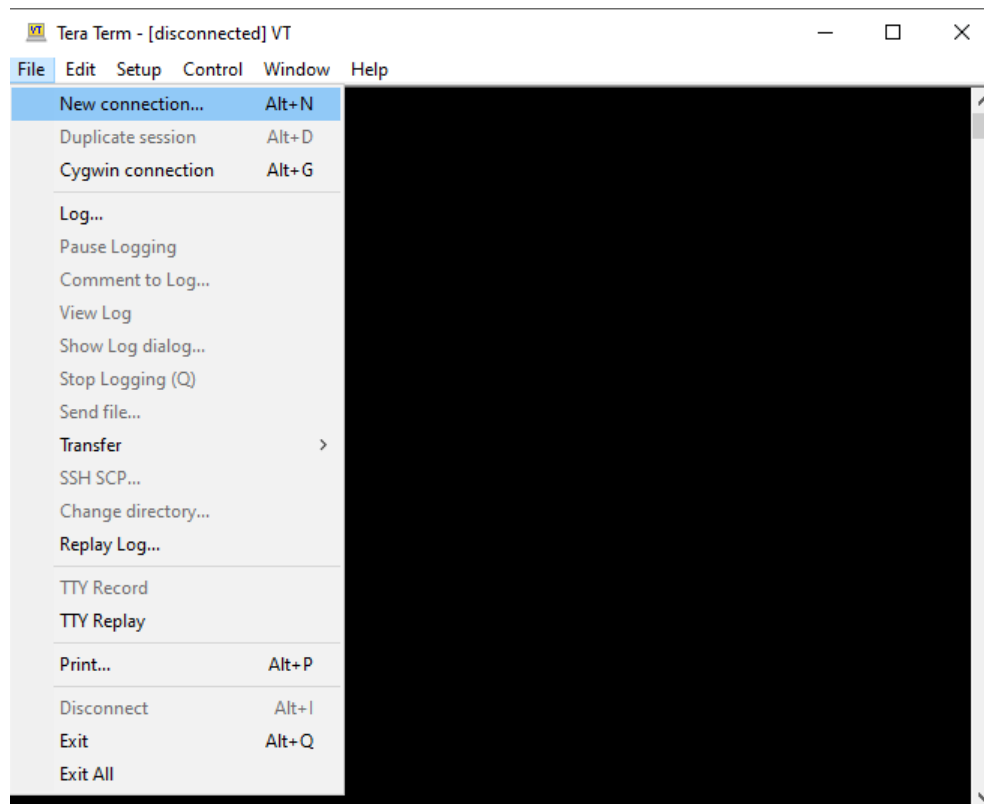 VT Tera Term - [disconnected] VT
File Edit Setup Control Window Help
New connection... Alt+N
Duplicate session Alt+D
Cygwin connection Alt+G
Log...
Pause Logging
Comment to Log...
View Log
Show Log dialog...
Stop Logging (Q)
Send file...
Transfer
SSH SCP...
Change directory...
Replay Log...
TTY Record
TTY Replay
Print... Alt+P
Disconnect Alt+I
Exit Alt+Q
Exit All